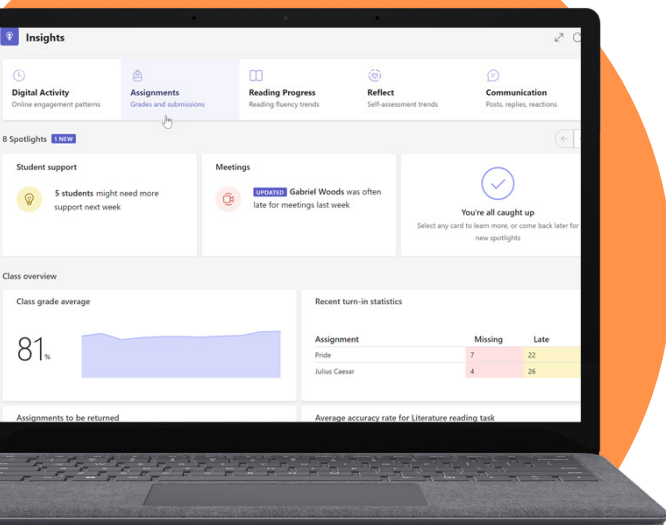 Insights
Digital Activity
Online engagement patterns
Assignments
Grades and submissions
Reading Progress
Reading fluency trends
Reflect
Self-assessment trends
Communication
Posts, replies, reactions
8 Spotlights 1 NEW
Student support
5 students might need more
support next week
Meetings
UPDATED Gabriel Woods was often
late for meetings last week
You're all caught up
Select any card to learn more, or come back later for
new spotlights
Class overview
Class grade average
81%
Recent turn-in statistics
Assignment Missing Late
Pride 7 22
Julius Caesar 4 26
Assignments to be returned
Average accuracy rate for Literature reading task